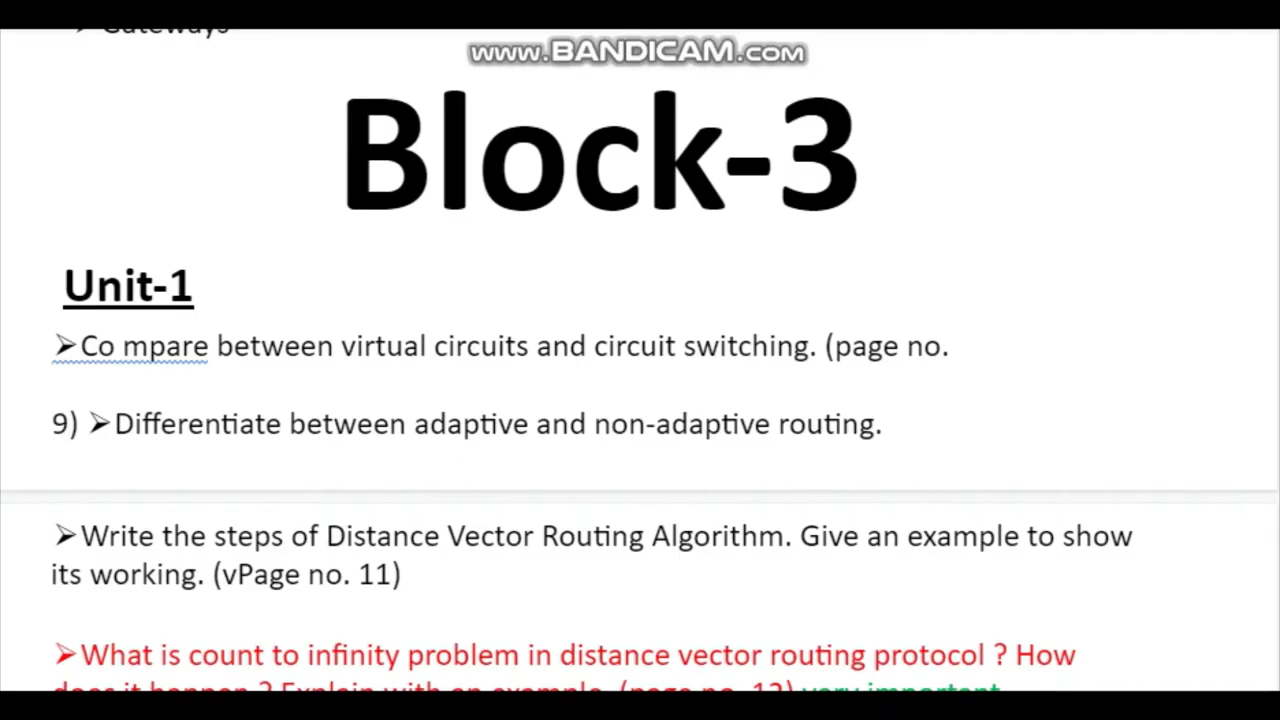 ➢ Gateways
www.BANDICAM.com
Block-3
Unit-1
➢Co mpare between virtual circuits and circuit switching. (page no.
9) ➢Differentiate between adaptive and non-adaptive routing.
➢Write the steps of Distance Vector Routing Algorithm. Give an example to show
its working. (vPage no. 11)
➢What is count to infinity problem in distance vector routing protocol ? How
does it happen ? Explain with an example. (page no. 12) very important